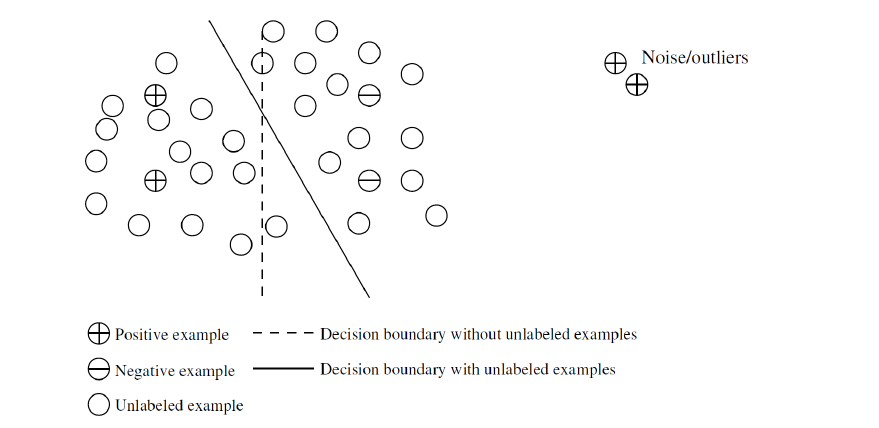 Noise/outliers
Positive example
Decision boundary without unlabeled examples
Negative example
Decision boundary with unlabeled examples
Unlabeled example